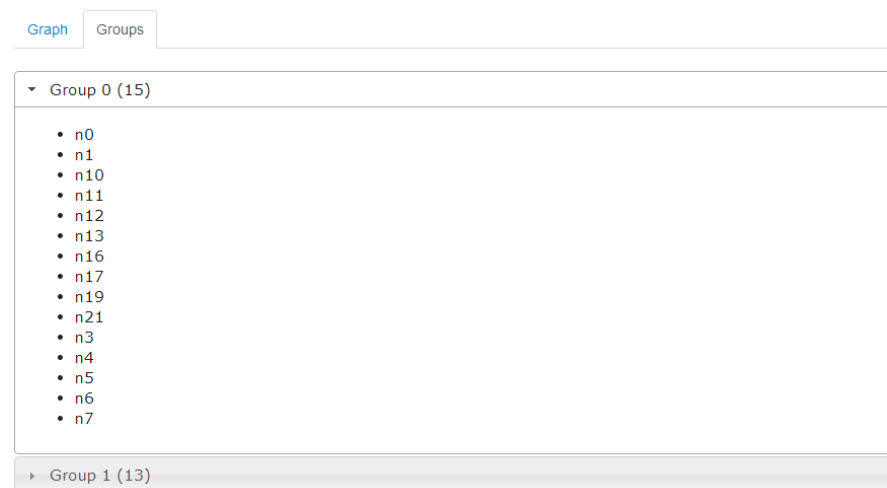 Graph Groups
Group 0 (15)
n0
n1
n10
n11
n12
n13
n16
n17
n19
n21
n3
n4
n5
n6
n7
Group 1 (13)